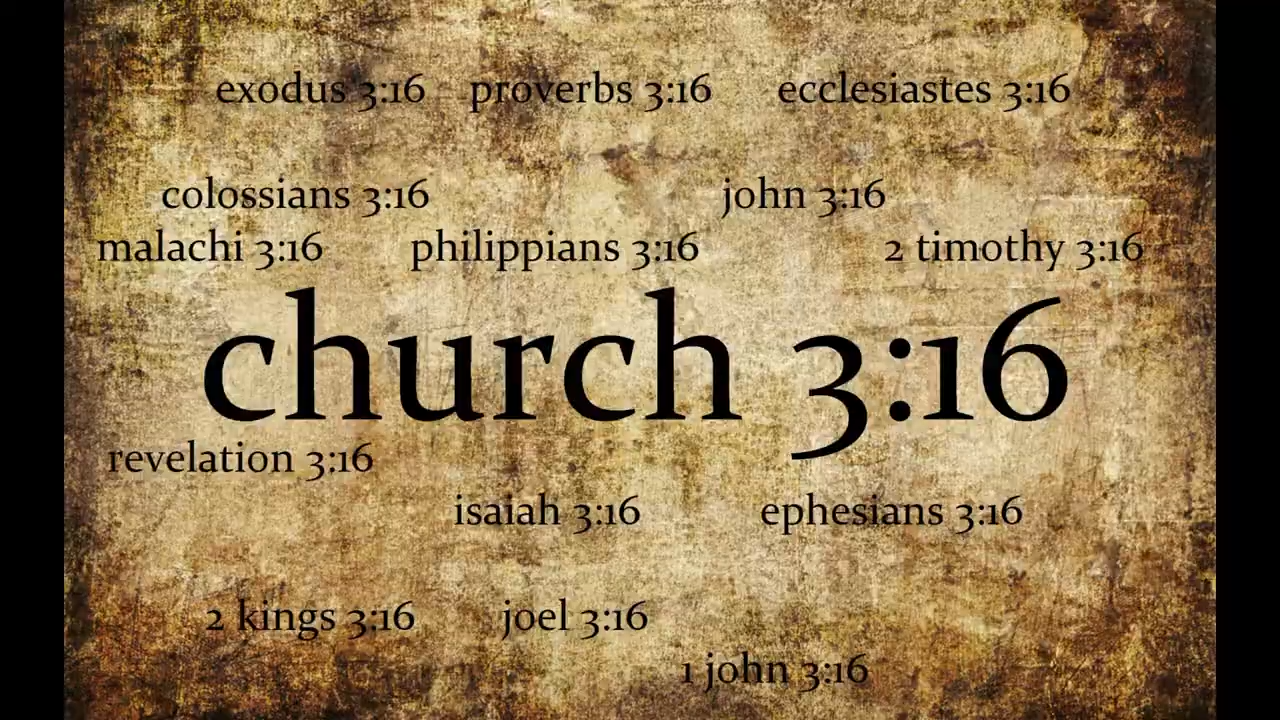 exodus 3:16 proverbs 3:16 ecclesiastes 3:16
colossians 3:16 john 3:16
malachi 3:16 philippians 3:16 2 timothy 3:16
church 3:16
revelation 3:16
isaiah 3:16 ephesians 3:16
2 kings 3:16 joel 3:16
1 john 3:16